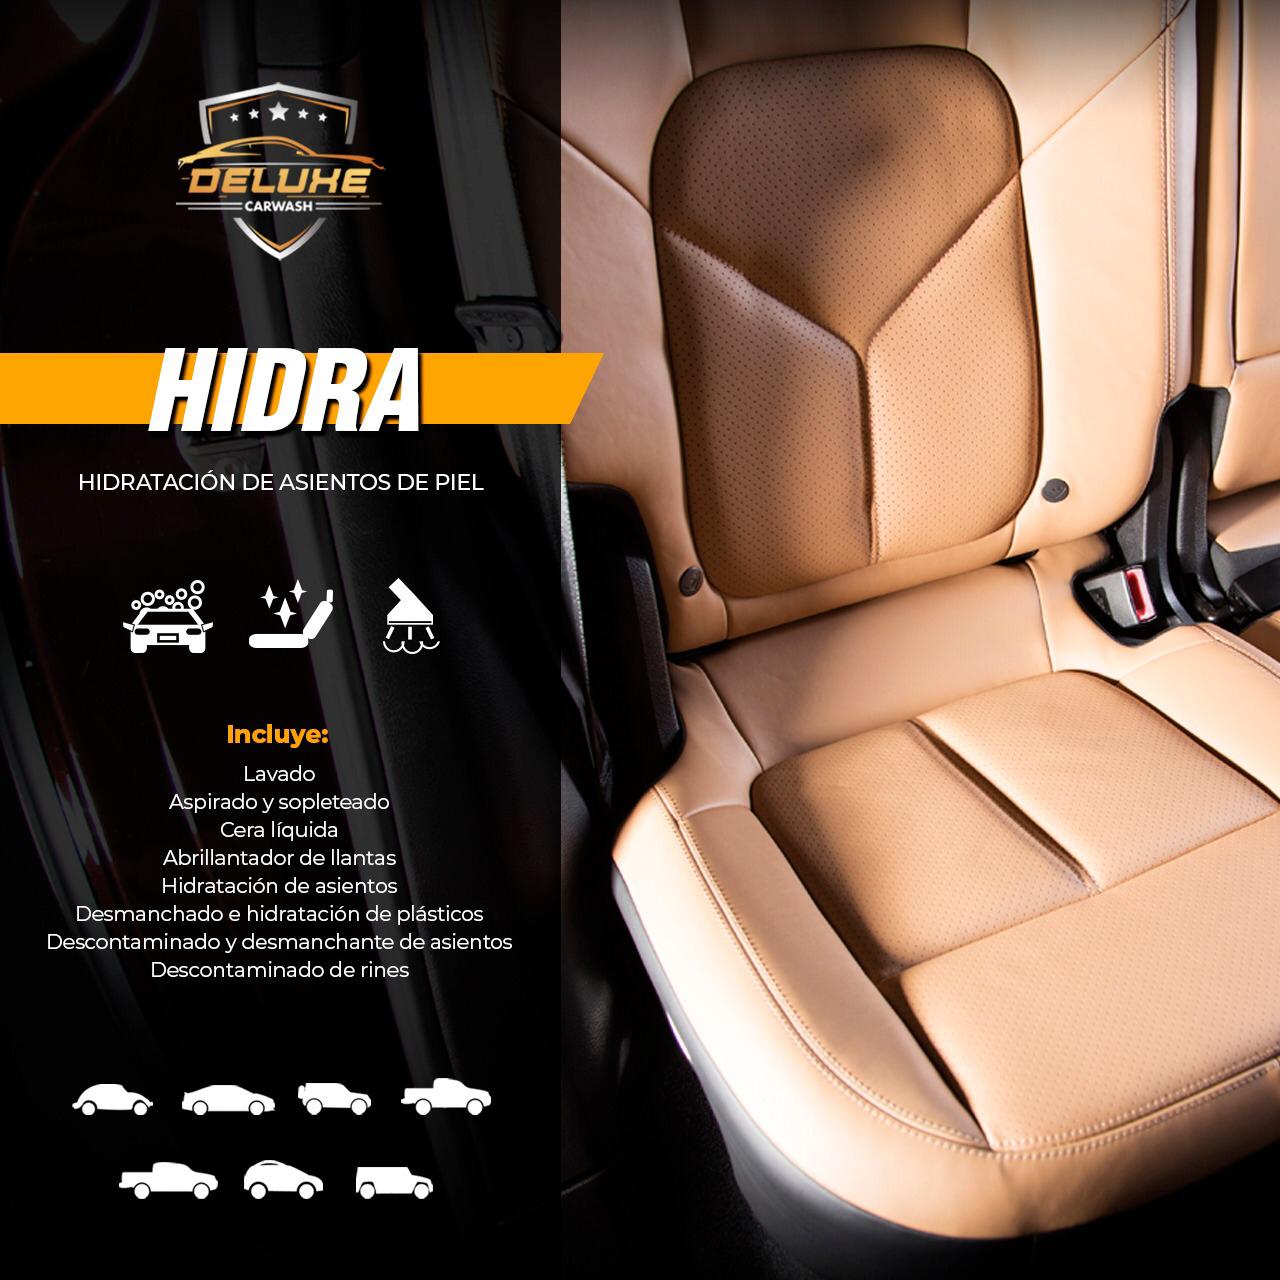 DELUXE
CARWASH
HIDRA
HIDRATACIÓN DE ASIENTOS DE PIEL
Incluye:
Lavado
Aspirado y sopleteado
Cera líquida
Abrillantador de llantas
Hidratación de asientos
Desmanchado e hidratación de plásticos
Descontaminado y desmanchante de asientos
Descontaminado de rines